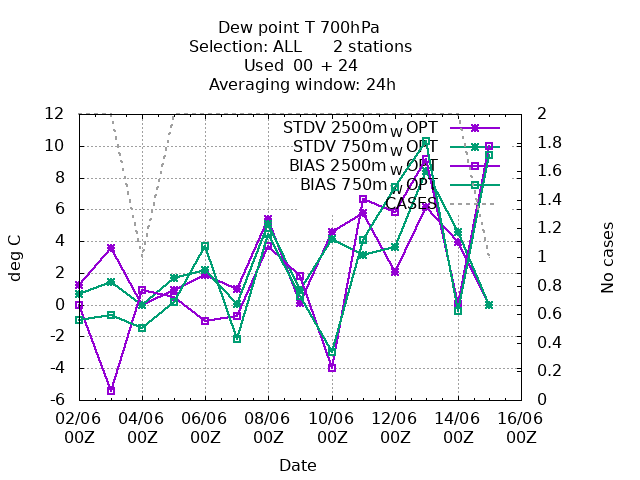 Dew point T 700hPa
Selection: ALL 2 stations
Used 00 + 24
Averaging window: 24h
12 2
STDV 2500m w OPT
10 1.8
STDV 750m w OPT
BIAS 2500m w OPT
8 1.6
BIAS 750m w OPT
6 1.4
CASES
4 1.2
deg C
No cases
2 1
0 0.8
-2 0.6
-4 0.4
0.2
-6 0
02/06 04/06 06/06 08/06 10/06 12/06 14/06 16/06
00Z 00Z 00Z 00Z 00Z 00Z 00Z 00Z
Date